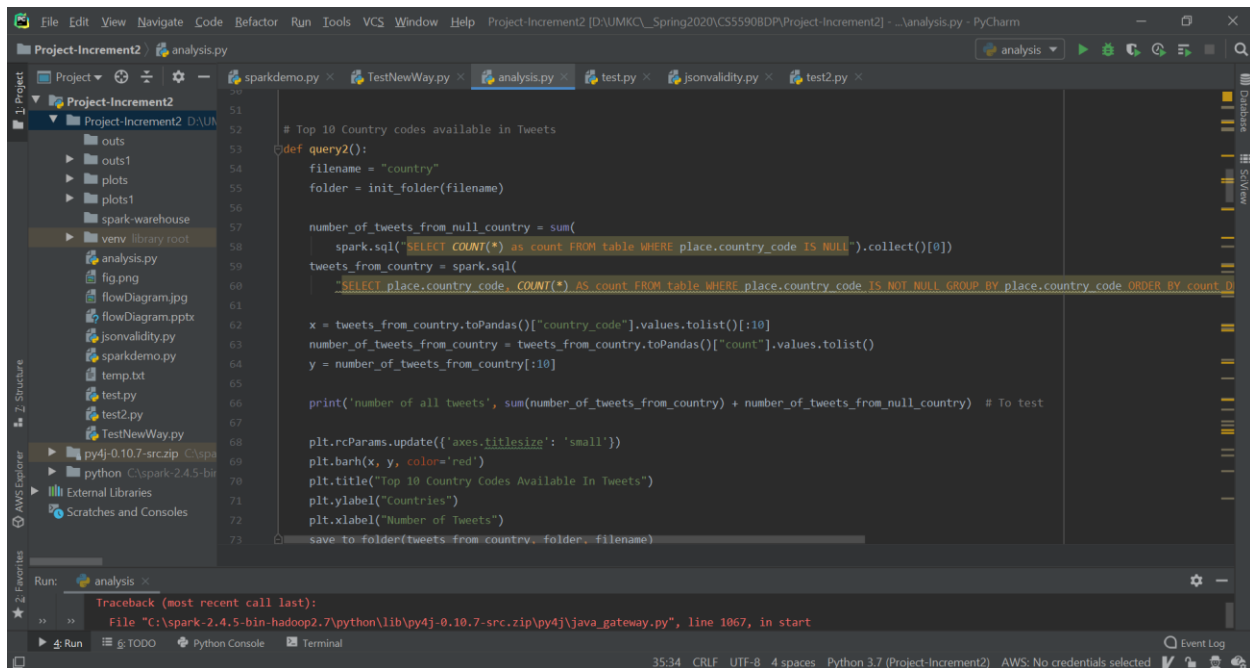 File Edit View Navigate Code Refactor Run Tools VCS Window Help Project-Increment2 [D:\UMKC\_Spring2020\CS5590BDP\Project-Increment2] - ...\analysis.py - PyCharm
Project-Increment2 analysis.py analysis
1: Project
Project
sparkdemo.py TestNewWay.py analysis.py test.py jsonvalidity.py test2.py
Project-Increment2
Project-Increment2 D:\UM
outs
outs1
plots
plots1
spark-warehouse
venv library root
analysis.py
fig.png
flowDiagram.jpg
flowDiagram.pptx
jsonvalidity.py
sparkdemo.py
temp.txt
test.py
test2.py
TestNewWay.py
py4j-0.10.7-src.zip C:\spa
python C:\spark-2.4.5-bin
External Libraries
Scratches and Consoles
50
51
52 # Top 10 Country codes available in Tweets
53 def query2():
54 filename = "country"
55 folder = init_folder(filename)
56
57 number_of_tweets_from_null_country = sum(
58 spark.sql("SELECT COUNT(*) as count FROM table WHERE place.country_code IS NULL").collect()[0])
59 tweets_from_country = spark.sql(
60 "SELECT place.country_code, COUNT(*) AS count FROM table WHERE place.country_code IS NOT NULL GROUP BY place.country_code ORDER BY count D
61
62 x = tweets_from_country.toPandas()["country_code"].values.tolist()[:10]
63 number_of_tweets_from_country = tweets_from_country.toPandas()["count"].values.tolist()
64 y = number_of_tweets_from_country[:10]
65
66 print('number of all tweets', sum(number_of_tweets_from_country) + number_of_tweets_from_null_country) # To test
67
68 plt.rcParams.update({'axes.titlesize': 'small'})
69 plt.barh(x, y, color='red')
70 plt.title("Top 10 Country Codes Available In Tweets")
71 plt.ylabel("Countries")
72 plt.xlabel("Number of Tweets")
73 save_to_folder(tweets_from_country, folder, filename)
Database
SciView
Z: Structure
AWS Explorer
2: Favorites
Run: analysis
Traceback (most recent call last):
File "C:\spark-2.4.5-bin-hadoop2.7\python\lib\py4j-0.10.7-src.zip\py4j\java_gateway.py", line 1067, in start
4: Run 6: TODO Python Console Terminal Event Log
35:34 CRLF UTF-8 4 spaces Python 3.7 (Project-Increment2) AWS: No credentials selected